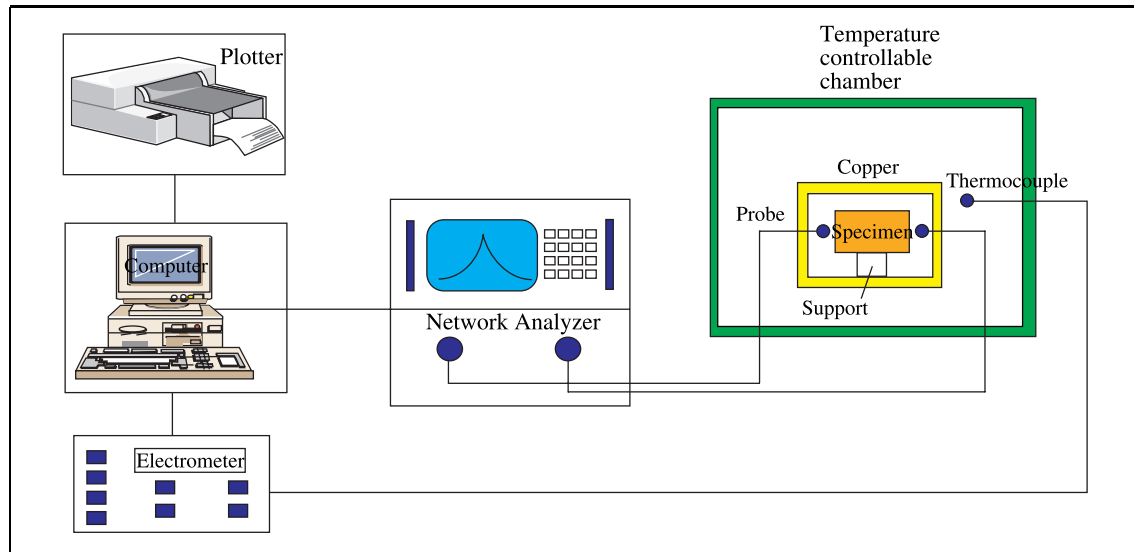 Plotter
Temperature
controllable
chamber
Copper
Thermocouple
Probe
Specimen
Computer
Support
Network Analyzer
Electrometer